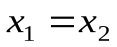 x₁ = x₂